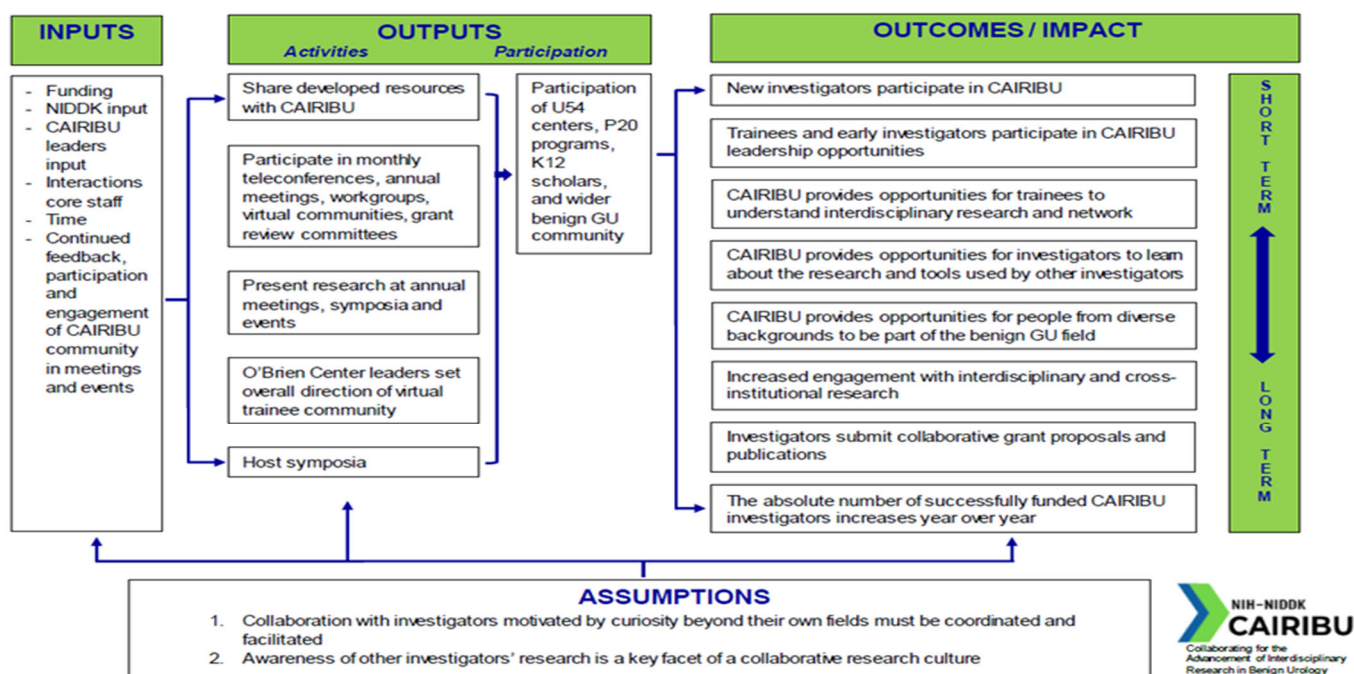 INPUTS
- Funding
- NIDDK input
- CAIRIBU
leaders
input
- Interactions
core staff
- Time
- Continued
feedback,
participation
and
engagement
of CAIRIBU
community
in meetings
and events
OUTPUTS
Activities
Participation
Share developed resources
with CAIRIBU
Participate in monthly
teleconferences, annual
meetings, workgroups,
virtual communities, grant
review committees
Present research at annual
meetings, symposia and
events
O'Brien Center leaders set
overall direction of virtual
trainee community
Host symposia
Participation
of U54
centers, P20
programs,
K12
scholars,
and wider
benign GU
community
OUTCOMES / IMPACT
New investigators participate in CAIRIBU
Trainees and early investigators participate in CAIRIBU
leadership opportunities
CAIRIBU provides opportunities for trainees to
understand interdisciplinary research and network
CAIRIBU provides opportunities for investigators to learn
about the research and tools used by other investigators
CAIRIBU provides opportunities for people from diverse
backgrounds to be part of the benign GU field
Increased engagement with interdisciplinary and cross-
institutional research
Investigators submit collaborative grant proposals and
publications
The absolute number of successfully funded CAIRIBU
investigators increases year over year
SHORT TERM
LONG TERM
ASSUMPTIONS
1. Collaboration with investigators motivated by curiosity beyond their own fields must be coordinated and
facilitated
2. Awareness of other investigators' research is a key facet of a collaborative research culture
NIH-NIDDK
CAIRIBU
Collaborating for the
Advancement of Interdisciplinary
Research in Benign Urology